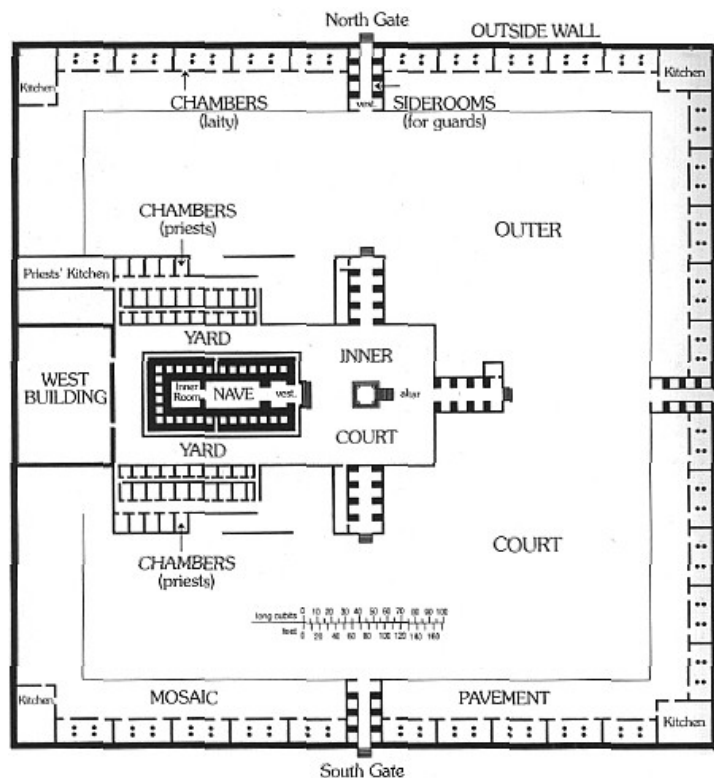 North Gate
OUTSIDE WALL
Kitchen
Kitchen
CHAMBERS
(laity)
vest.
SIDEROOMS
(for guards)
CHAMBERS
(priests)
OUTER
Priests' Kitchen
YARD
INNER
WEST
BUILDING
Inner
Room
NAVE
vest.
altar
COURT
YARD
COURT
CHAMBERS
(priests)
long cubits 0 10 20 30 40 50 60 70 80 90 100
feet 0 20 40 60 80 100 120 140 160
Kitchen
MOSAIC
PAVEMENT
Kitchen
South Gate